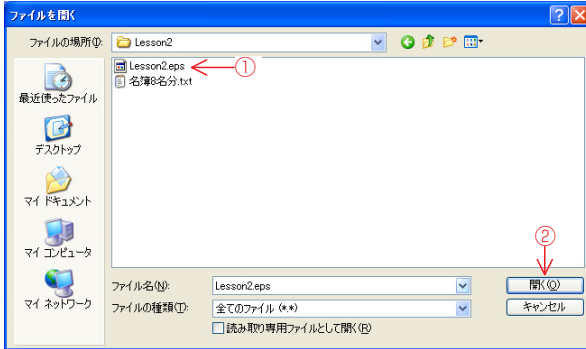 ファイルを開く
ファイルの場所(I):
Lesson2
Lesson2.eps
①
名簿8名分.txt
最近使ったファイル
デスクトップ
マイ ドキュメント
マイ コンピュータ
マイ ネットワーク
②
ファイル名(N):
Lesson2.eps
開く(O)
ファイルの種類(T):
全てのファイル (*.*)
キャンセル
読み取り専用ファイルとして開く(R)